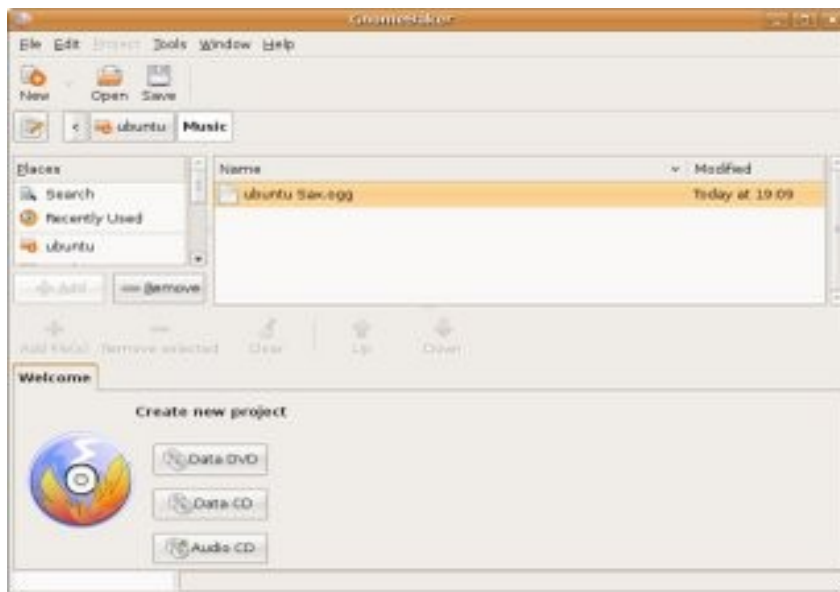 GnomeBaker
File Edit Project Tools Window Help
New Open Save
< ubuntu Music
Places
Name Modified
Search
ubuntu Sax.ogg Today at 19:09
Recently Used
ubuntu
Add Remove
Add File(s) Remove selected Clear Up Down
Welcome
Create new project
Data DVD
Data CD
Audio CD